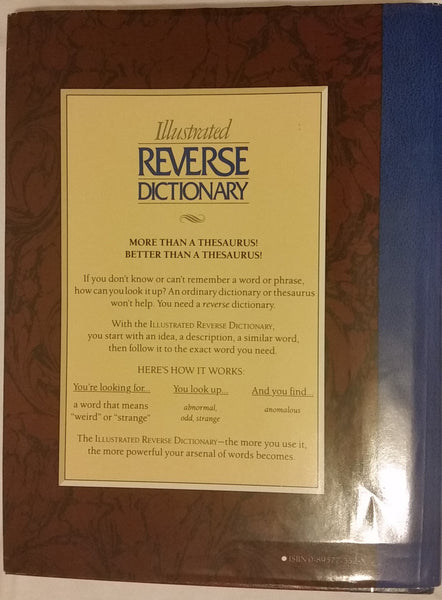 Illustrated
REVERSE
DICTIONARY
MORE THAN A THESAURUS!
BETTER THAN A THESAURUS!
If you don't know or can't remember a word or phrase,
how can you look it up? An ordinary dictionary or thesaurus
won't help. You need a reverse dictionary.
With the ILLUSTRATED REVERSE DICTIONARY,
you start with an idea, a description, a similar word,
then follow it to the exact word you need.
HERE'S HOW IT WORKS:
You're looking for... You look up... And you find...
a word that means abnormal, anomalous
"weird" or "strange" odd, strange
The ILLUSTRATED REVERSE DICTIONARY—the more you use it,
the more powerful your arsenal of words becomes.
ISBN